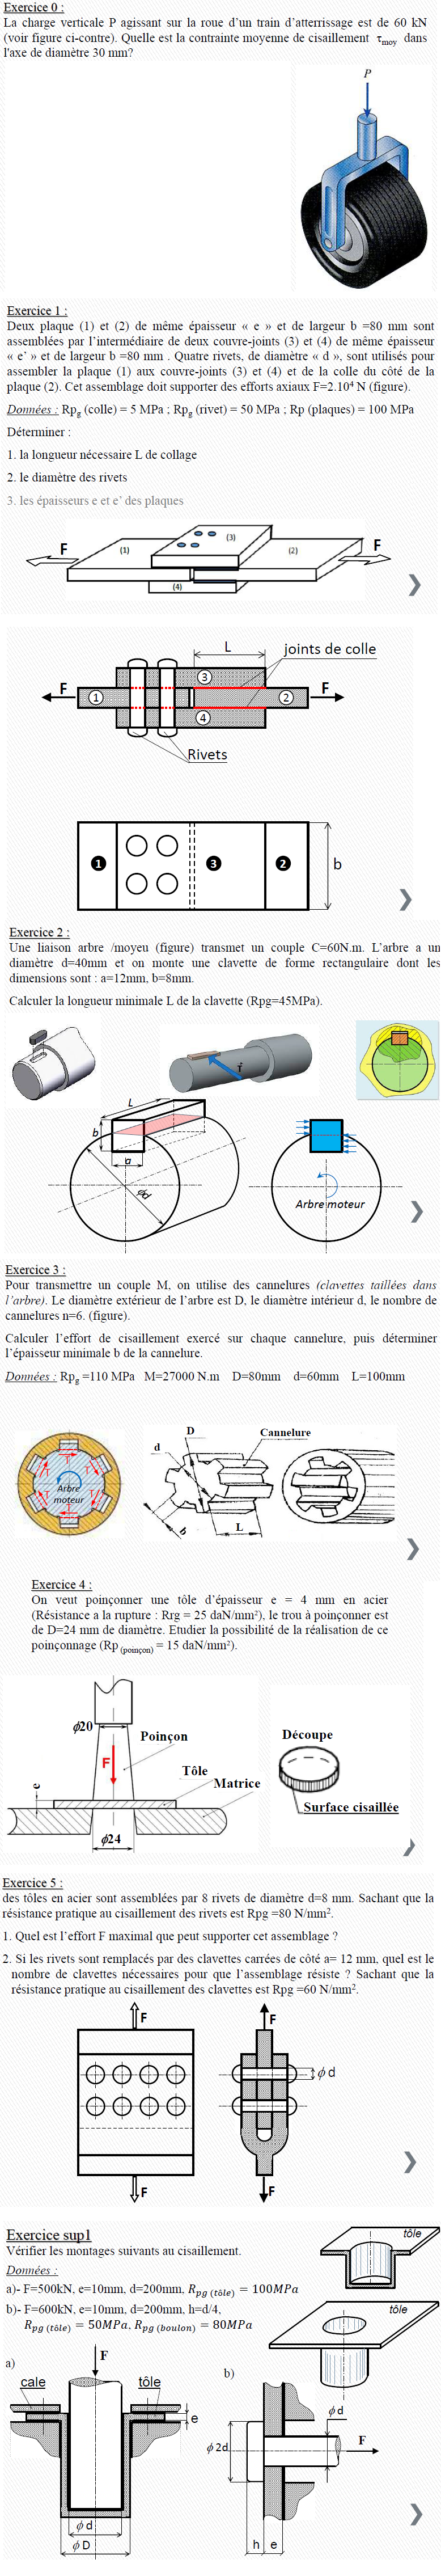 Exercice 0 :
La charge verticale P agissant sur la roue d'un train d'atterrissage est de 60 kN
(voir figure ci-contre). Quelle est la contrainte moyenne de cisaillement τmoy dans
l'axe de diamètre 30 mm?
P
Exercice 1 :
Deux plaque (1) et (2) de même épaisseur « e » et de largeur b =80 mm sont
assemblées par l'intermédiaire de deux couvre-joints (3) et (4) de même épaisseur
« e' » et de largeur b =80 mm . Quatre rivets, de diamètre « d », sont utilisés pour
assembler la plaque (1) aux couvre-joints (3) et (4) et de la colle du côté de la
plaque (2). Cet assemblage doit supporter des efforts axiaux F=2.10⁴ N (figure).
Données : Rpg (colle) = 5 MPa ; Rpg (rivet) = 50 MPa ; Rp (plaques) = 100 MPa
Déterminer :
1. la longueur nécessaire L de collage
2. le diamètre des rivets
3. les épaisseurs e et e' des plaques
F (1) (3) (2) F
(4)
L joints de colle
F 1 3 2 F
4
Rivets
1 3 2 b
Exercice 2 :
Une liaison arbre /moyeu (figure) transmet un couple C=60N.m. L'arbre a un
diamètre d=40mm et on monte une clavette de forme rectangulaire dont les
dimensions sont : a=12mm, b=8mm.
Calculer la longueur minimale L de la clavette (Rpg=45MPa).
T
L
b
a
Ød
Arbre moteur
Exercice 3 :
Pour transmettre un couple M, on utilise des cannelures (clavettes taillées dans
l'arbre). Le diamètre extérieur de l'arbre est D, le diamètre intérieur d, le nombre de
cannelures n=6. (figure).
Calculer l'effort de cisaillement exercé sur chaque cannelure, puis déterminer
l'épaisseur minimale b de la cannelure.
Données : Rpg =110 MPa M=27000 N.m D=80mm d=60mm L=100mm
D Cannelure
d
T T T T T T
Arbre
moteur
b L
Exercice 4 :
On veut poinçonner une tôle d'épaisseur e = 4 mm en acier
(Résistance a la rupture : Rrg = 25 daN/mm²), le trou à poinçonner est
de D=24 mm de diamètre. Etudier la possibilité de la réalisation de ce
poinçonnage (Rp (poinçon) = 15 daN/mm²).
ϕ20
Poinçon
Découpe
F
Tôle
Matrice
e
Surface cisaillée
ϕ24
Exercice 5 :
des tôles en acier sont assemblées par 8 rivets de diamètre d=8 mm. Sachant que la
résistance pratique au cisaillement des rivets est Rpg =80 N/mm².
1. Quel est l'effort F maximal que peut supporter cet assemblage ?
2. Si les rivets sont remplacés par des clavettes carrées de côté a= 12 mm, quel est le
nombre de clavettes nécessaires pour que l'assemblage résiste ? Sachant que la
résistance pratique au cisaillement des clavettes est Rpg =60 N/mm².
F F
ϕ d
F F
Exercice sup1
Vérifier les montages suivants au cisaillement.
Données :
a)- F=500kN, e=10mm, d=200mm, Rpg (tôle) = 100MPa
b)- F=600kN, e=10mm, d=200mm, h=d/4,
Rpg (tôle) = 50MPa, Rpg (boulon) = 80MPa
tôle
tôle
a)
F
cale tôle
e
ϕ d
ϕ D
b)
ϕ d
ϕ 2d
F
h e